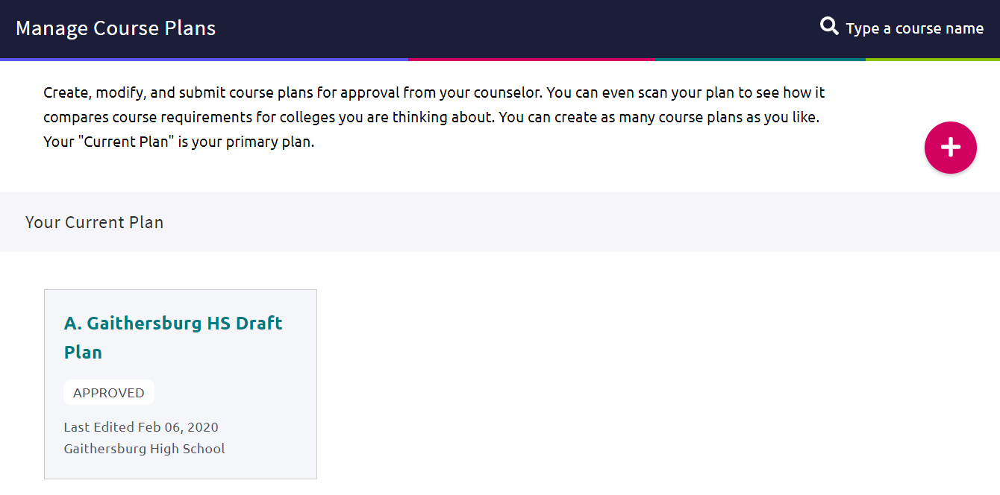 Manage Course Plans
Type a course name
Create, modify, and submit course plans for approval from your counselor. You can even scan your plan to see how it
compares course requirements for colleges you are thinking about. You can create as many course plans as you like.
Your "Current Plan" is your primary plan.
Your Current Plan
A. Gaithersburg HS Draft
Plan
APPROVED
Last Edited Feb 06, 2020
Gaithersburg High School